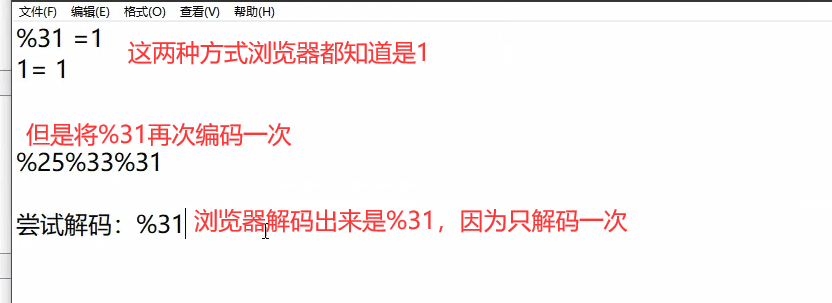 文件(F) 编辑(E) 格式(O) 查看(V) 帮助(H)
%31 =1
这两种方式浏览器都知道是1
1= 1
但是将%31再次编码一次
%25%33%31
尝试解码：%31 浏览器解码出来是%31，因为只解码一次